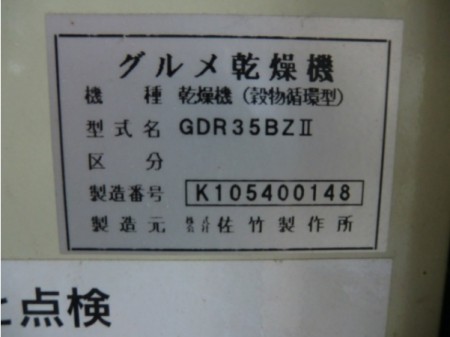 グルメ乾燥機
機種 乾燥機(穀物循環型)
型式名 GDR35BZⅡ
区分
製造番号 K105400148
製造元 株式会社 佐竹製作所
と点検